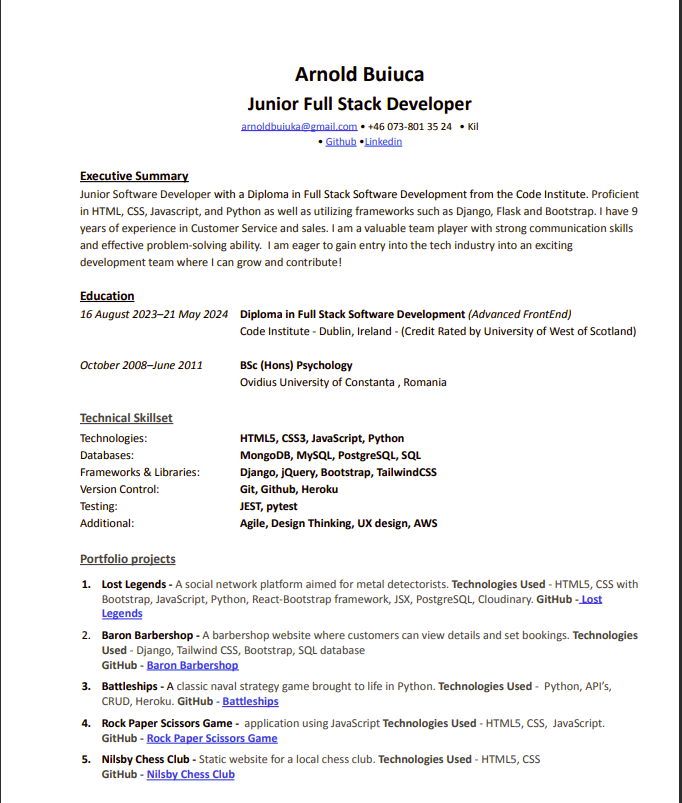 Arnold Buiuca
Junior Full Stack Developer
arnoldbuiuka@gmail.com • +46 073-801 35 24 • Kil
• Github •Linkedin
Executive Summary
Junior Software Developer with a Diploma in Full Stack Software Development from the Code Institute. Proficient
in HTML, CSS, Javascript, and Python as well as utilizing frameworks such as Django, Flask and Bootstrap. I have 9
years of experience in Customer Service and sales. I am a valuable team player with strong communication skills
and effective problem-solving ability. I am eager to gain entry into the tech industry into an exciting
development team where I can grow and contribute!
Education
16 August 2023–21 May 2024 Diploma in Full Stack Software Development (Advanced FrontEnd)
Code Institute - Dublin, Ireland - (Credit Rated by University of West of Scotland)
October 2008–June 2011 BSc (Hons) Psychology
Ovidius University of Constanta , Romania
Technical Skillset
Technologies: HTML5, CSS3, JavaScript, Python
Databases: MongoDB, MySQL, PostgreSQL, SQL
Frameworks & Libraries: Django, jQuery, Bootstrap, TailwindCSS
Version Control: Git, Github, Heroku
Testing: JEST, pytest
Additional: Agile, Design Thinking, UX design, AWS
Portfolio projects
1. Lost Legends - A social network platform aimed for metal detectorists. Technologies Used - HTML5, CSS with
Bootstrap, JavaScript, Python, React-Bootstrap framework, JSX, PostgreSQL, Cloudinary. GitHub - Lost
Legends
2. Baron Barbershop - A barbershop website where customers can view details and set bookings. Technologies
Used - Django, Tailwind CSS, Bootstrap, SQL database
GitHub - Baron Barbershop
3. Battleships - A classic naval strategy game brought to life in Python. Technologies Used - Python, API's,
CRUD, Heroku. GitHub - Battleships
4. Rock Paper Scissors Game - application using JavaScript Technologies Used - HTML5, CSS, JavaScript.
GitHub - Rock Paper Scissors Game
5. Nilsby Chess Club - Static website for a local chess club. Technologies Used - HTML5, CSS
GitHub - Nilsby Chess Club